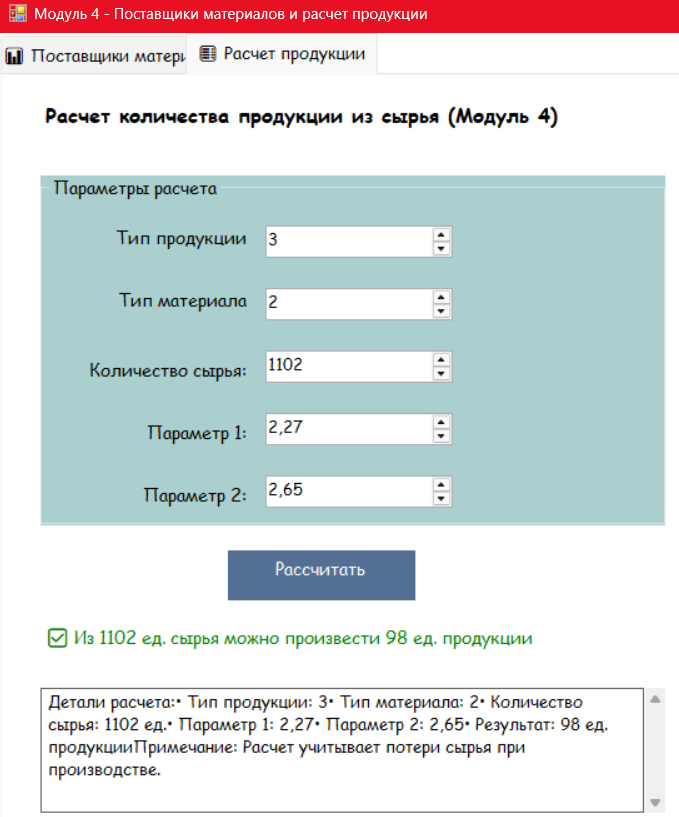 Модуль 4 - Поставщики материалов и расчет продукции
Поставщики матери
Расчет продукции
Расчет количества продукции из сырья (Модуль 4)
Параметры расчета
Тип продукции 3
Тип материала 2
Количество сырья: 1102
Параметр 1: 2,27
Параметр 2: 2,65
Рассчитать
Из 1102 ед. сырья можно произвести 98 ед. продукции
Детали расчета:• Тип продукции: 3• Тип материала: 2• Количество
сырья: 1102 ед.• Параметр 1: 2,27• Параметр 2: 2,65• Результат: 98 ед.
продукцииПримечание: Расчет учитывает потери сырья при
производстве.